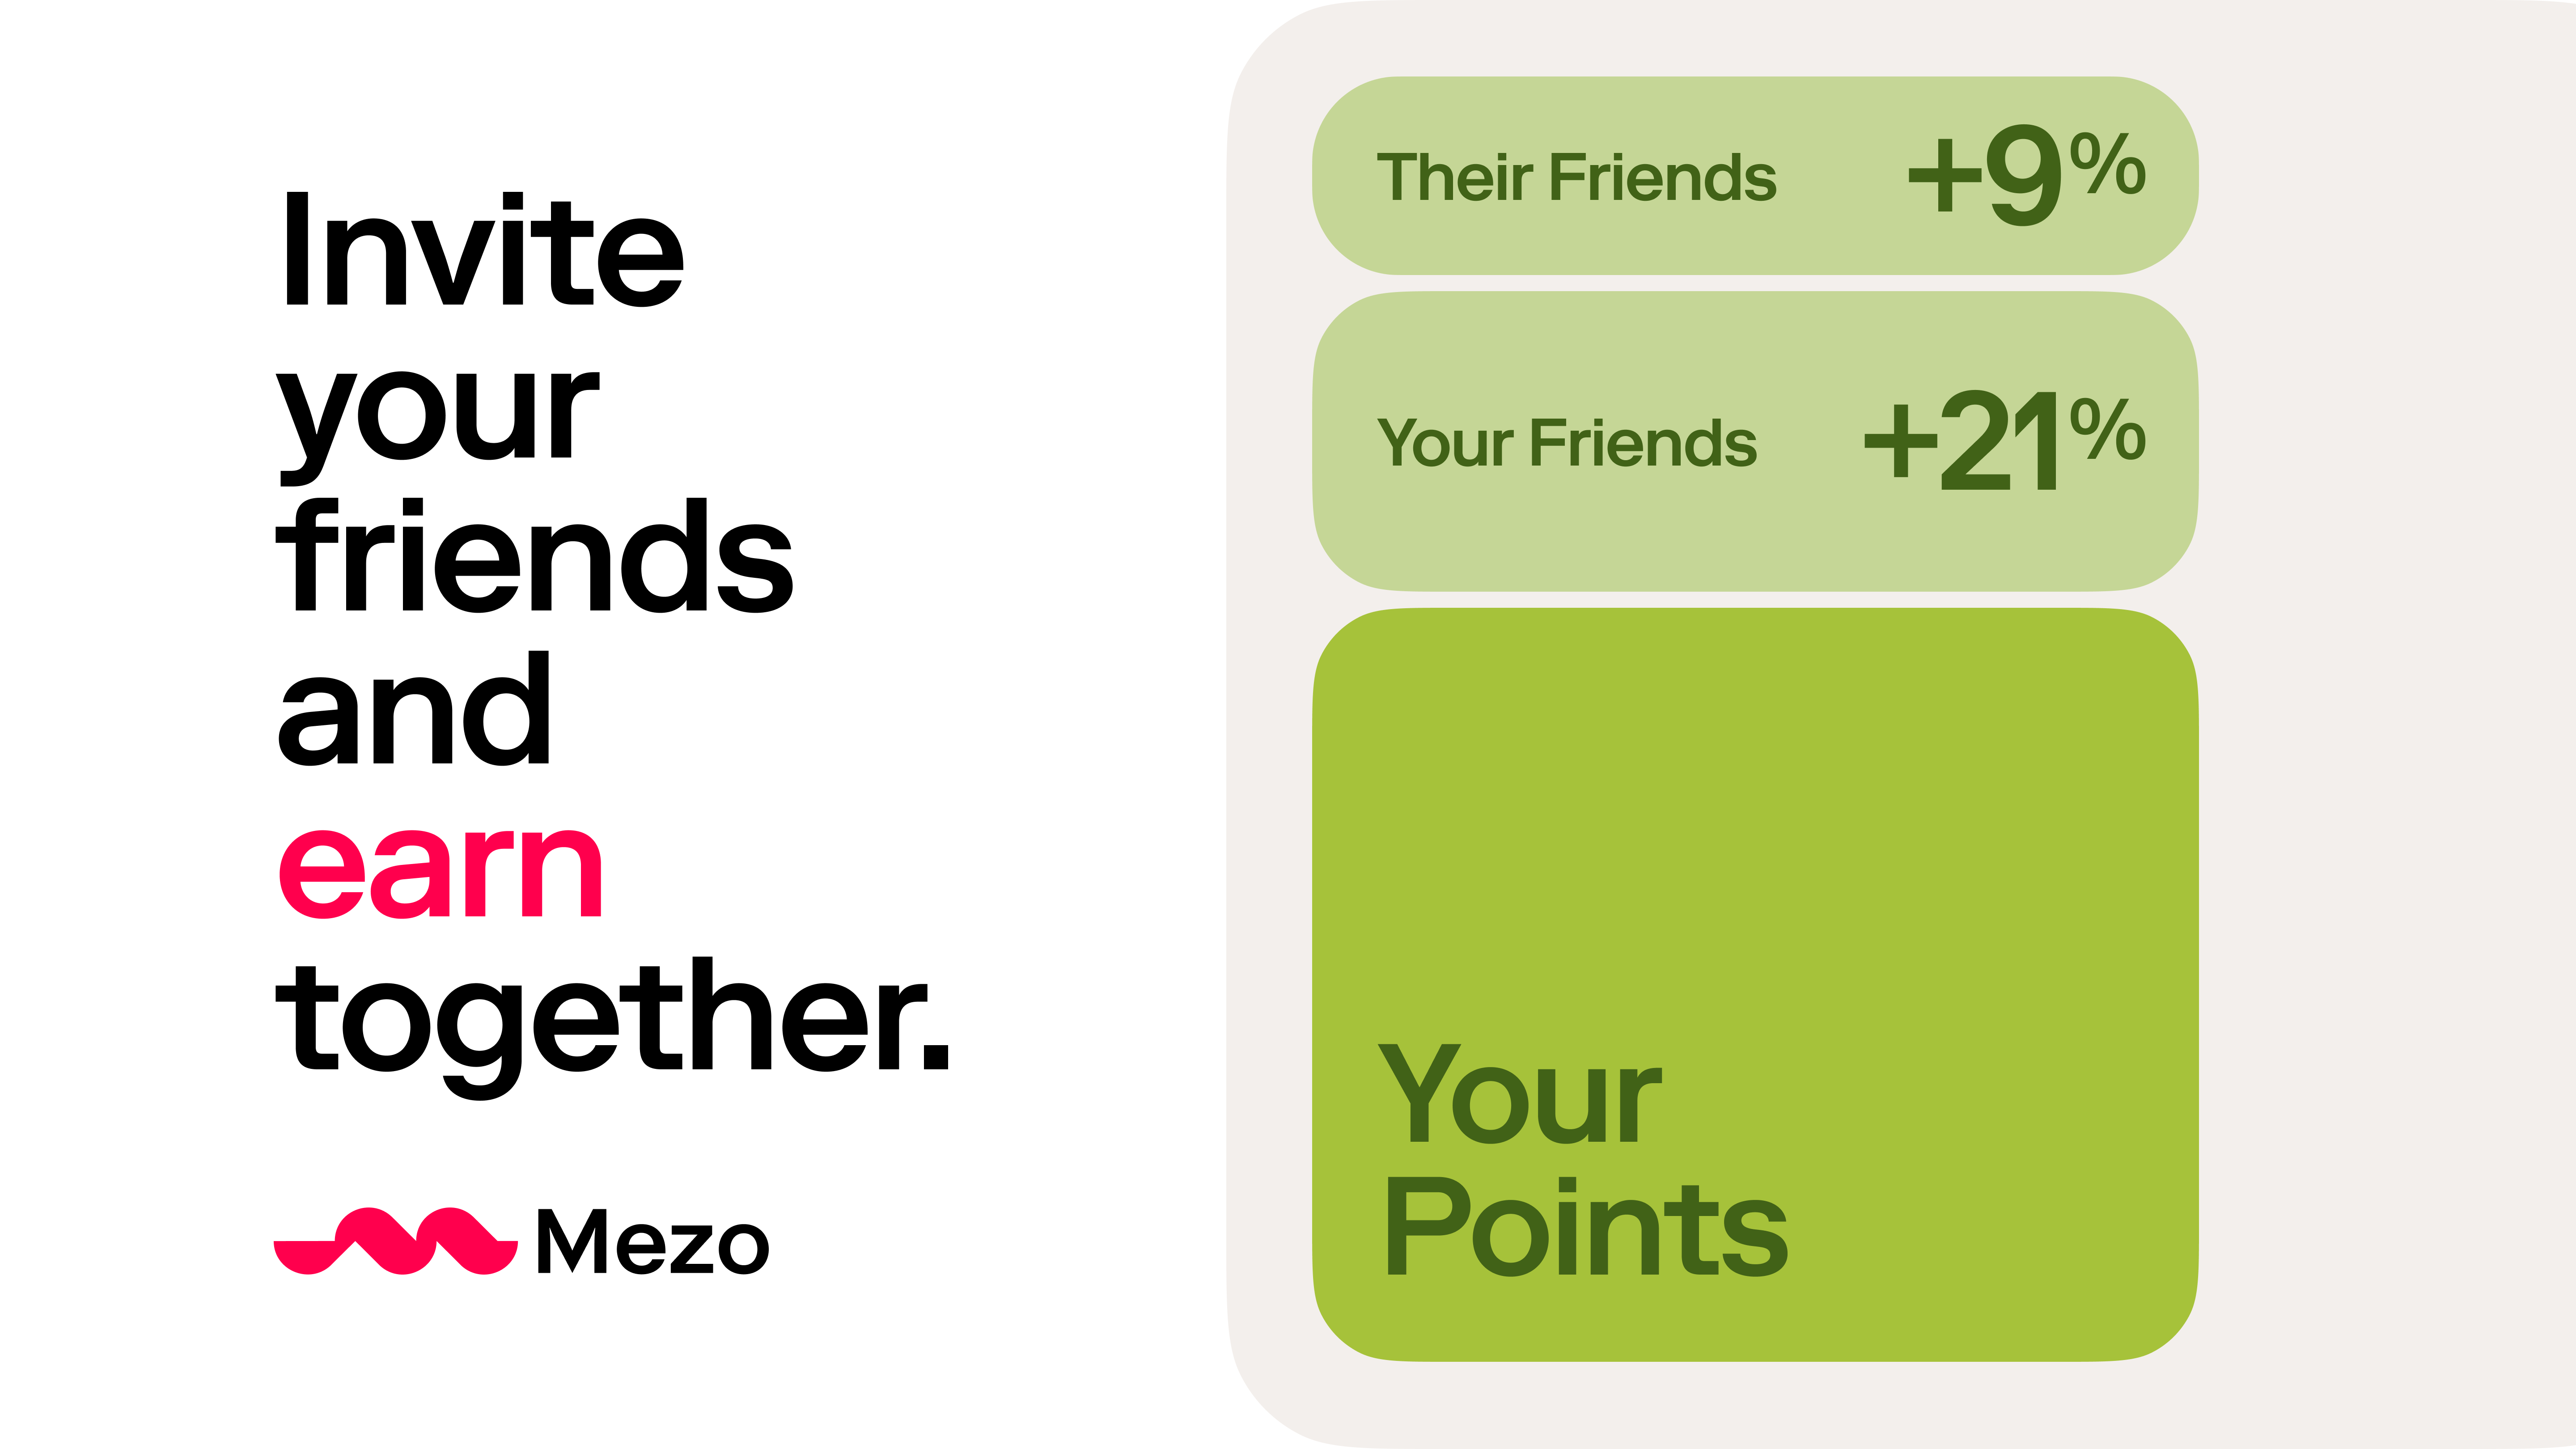 Invite
your
friends
and
earn
together.
Mezo
Their Friends +9%
Your Friends +21%
Your
Points